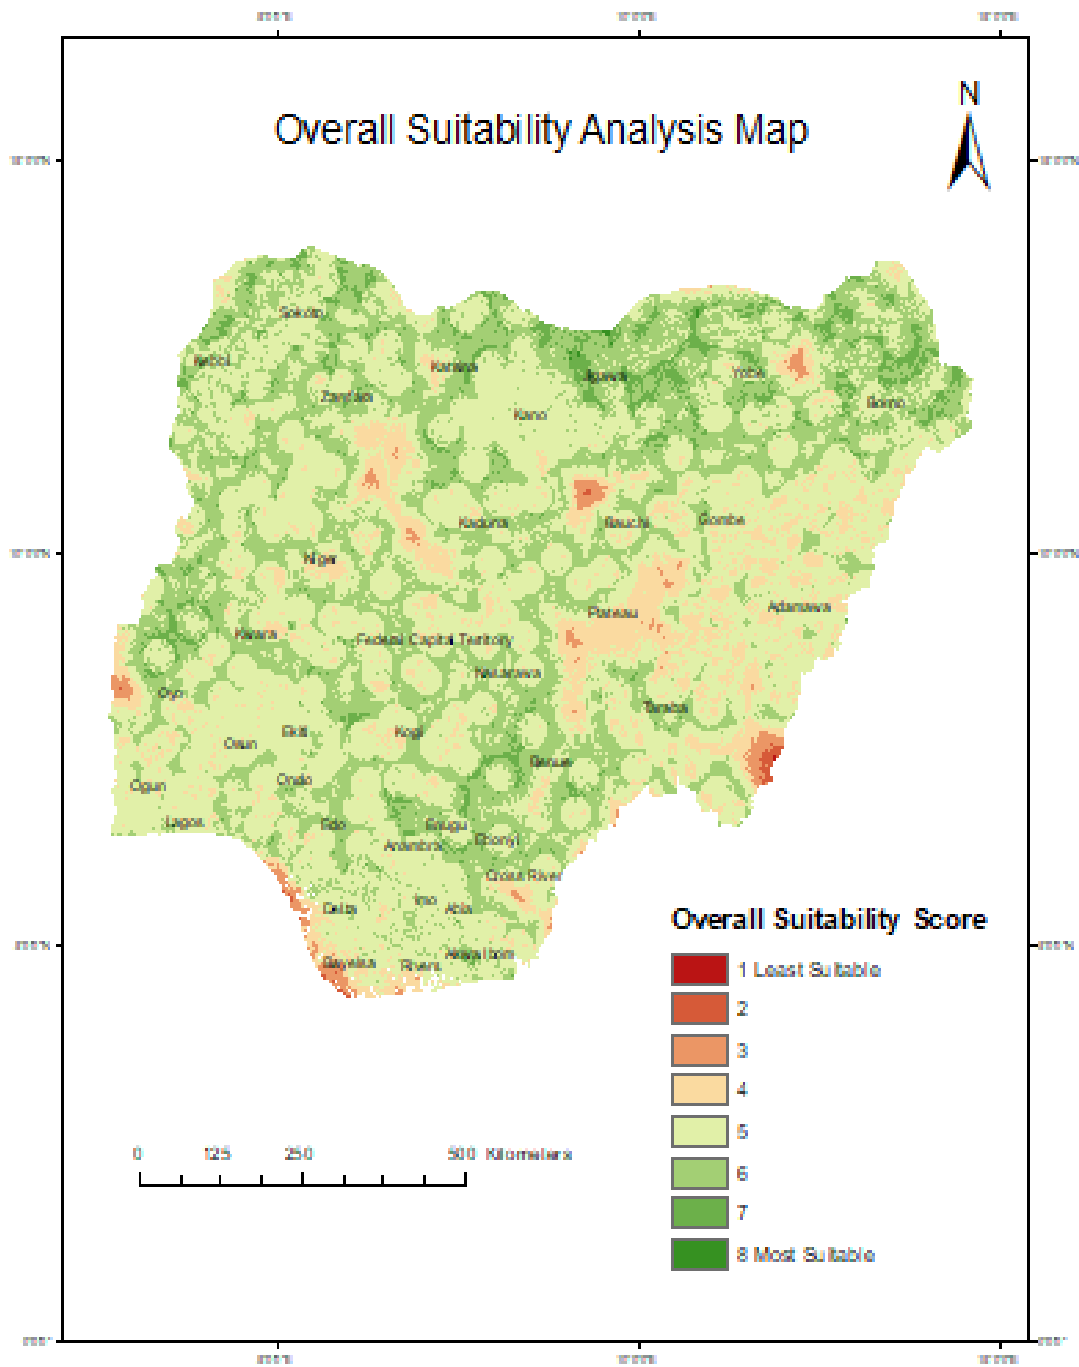 N
Overall Suitability Analysis Map
Sokoto
Kebbi
Katsina
Jigawa
Yobe
Zamfara
Borno
Kano
Kaduna
Bauchi
Gombe
Niger
Plateau
Adamawa
Kwara
Federal Capital Territory
Nasarawa
Oyo
Taraba
Ekiti
Kogi
Osun
Benue
Ondo
Ogun
Lagos
Edo
Enugu
Ebonyi
Anambra
Cross River
Imo
Abia
Delta
Akwa Ibom
Bayelsa
Rivers
Overall Suitability Score
1 Least Suitable
2
3
4
5
6
7
8 Most Suitable
0 125 250 500 Kilometers